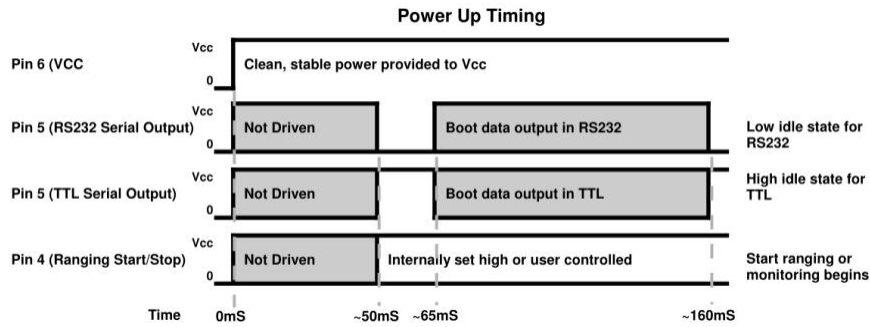 Power Up Timing
Pin 6 (VCC
Vcc
0
Clean, stable power provided to Vcc
Pin 5 (RS232 Serial Output)
Vcc
0
Not Driven
Boot data output in RS232
Low idle state for
RS232
Pin 5 (TTL Serial Output)
Vcc
0
Not Driven
Boot data output in TTL
High idle state for
TTL
Pin 4 (Ranging Start/Stop)
Vcc
0
Not Driven
Internally set high or user controlled
Start ranging or
monitoring begins
Time
0mS
~50mS
~65mS
~160mS